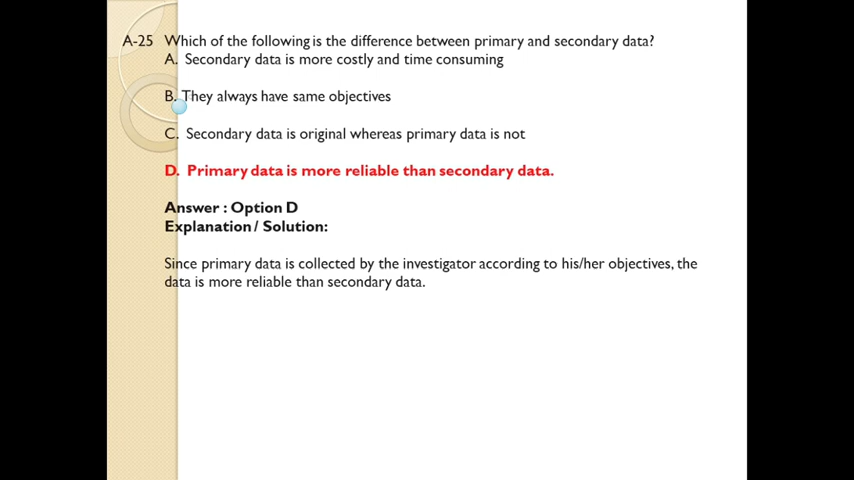 A-25 Which of the following is the difference between primary and secondary data?
A. Secondary data is more costly and time consuming
B. They always have same objectives
C. Secondary data is original whereas primary data is not
D. Primary data is more reliable than secondary data.
Answer : Option D
Explanation / Solution:
Since primary data is collected by the investigator according to his/her objectives, the
data is more reliable than secondary data.